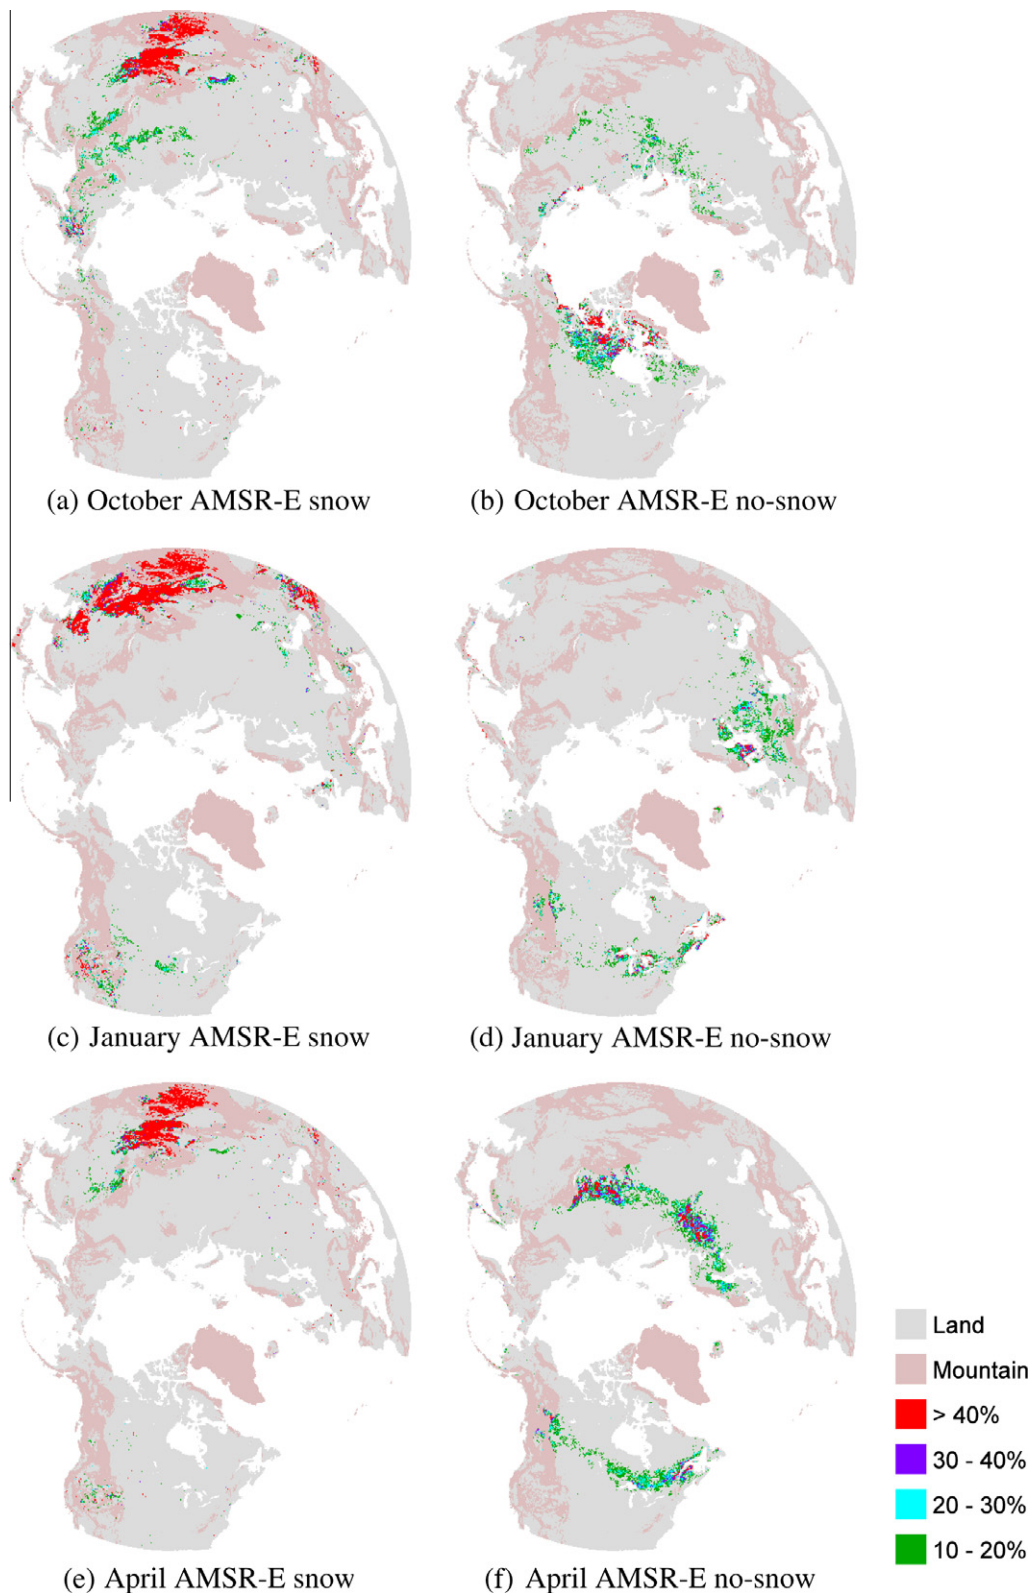 (a) October AMSR-E snow
(b) October AMSR-E no-snow
(c) January AMSR-E snow
(d) January AMSR-E no-snow
Land
Mountain
> 40%
30 - 40%
20 - 30%
10 - 20%
(e) April AMSR-E snow
(f) April AMSR-E no-snow